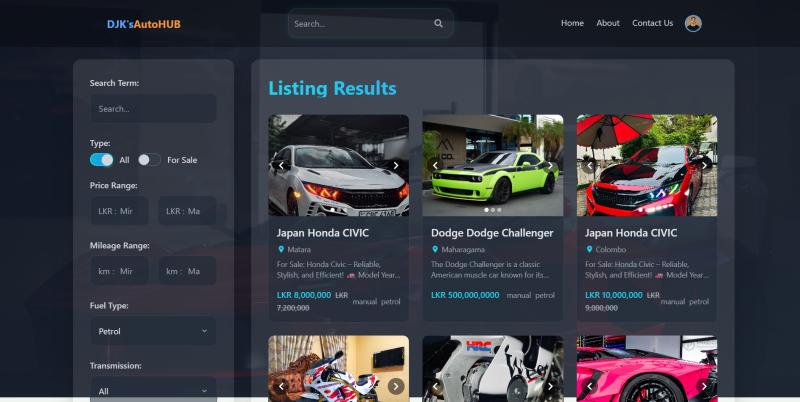 DJK'sAutoHUB
Search...
Home About Contact Us
Search Term:
Search...
Type:
All For Sale
Price Range:
LKR : Mir LKR : Ma
Mileage Range:
km : Mir km : Ma
Fuel Type:
Petrol
Transmission:
All
Listing Results
Japan Honda CIVIC
Matara
For Sale: Honda Civic – Reliable,
Stylish, and Efficient! 🚗 Model Year...
LKR 8,000,000 LKR
7,200,000
manual petrol
CO.
Dodge Dodge Challenger
Maharagama
The Dodge Challenger is a classic
American muscle car known for its...
LKR 500,000,0000 manual petrol
Japan Honda CIVIC
Colombo
For Sale: Honda Civic – Reliable,
Stylish, and Efficient! 🚗 Model Year...
LKR 10,000,000 LKR
9,000,000
manual petrol
HRC